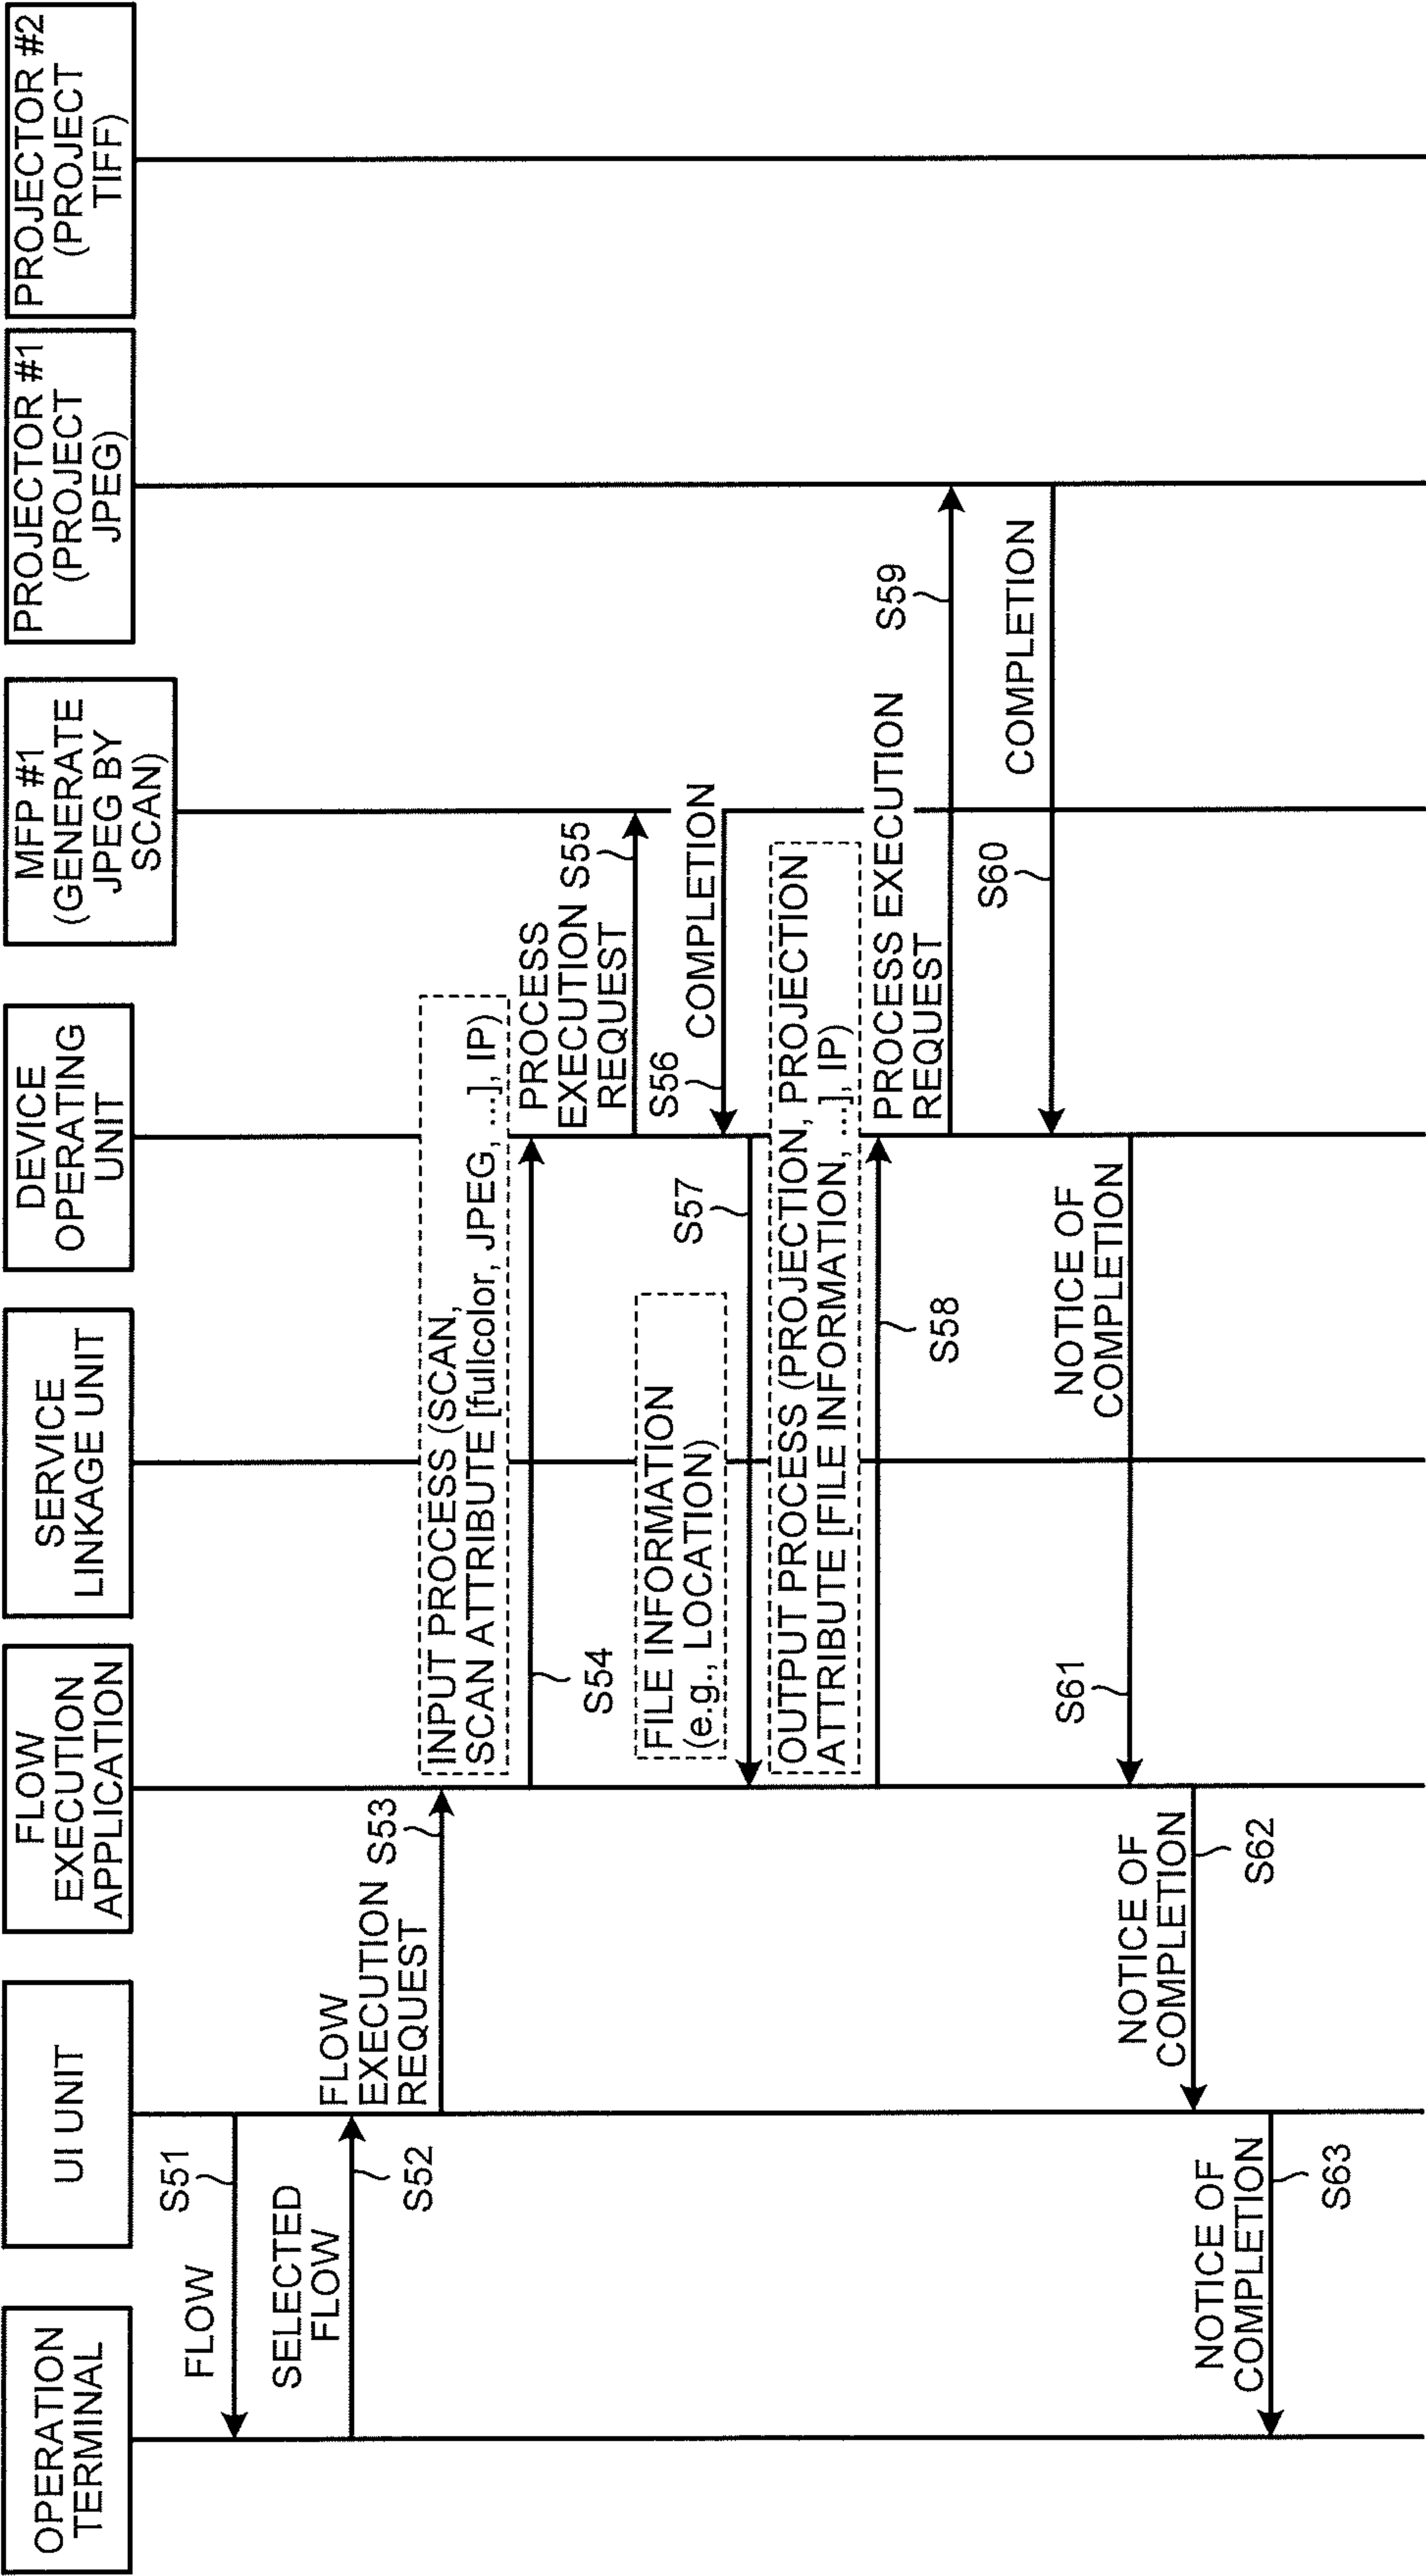 OPERATION
TERMINAL
UI UNIT
FLOW
EXECUTION
APPLICATION
SERVICE
LINKAGE UNIT
DEVICE
OPERATING
UNIT
MFP #1
(GENERATE
JPEG BY
SCAN)
PROJECTOR #1
(PROJECT
JPEG)
PROJECTOR #2
(PROJECT
TIFF)
S51
FLOW
SELECTED
FLOW
S52
FLOW
EXECUTION
REQUEST
S53
INPUT PROCESS (SCAN,
SCAN ATTRIBUTE [fullcolor, JPEG, ...], IP)
S54
PROCESS
EXECUTION
REQUEST
S55
S56
COMPLETION
FILE INFORMATION
(e.g., LOCATION)
S57
OUTPUT PROCESS (PROJECTION, PROJECTION
ATTRIBUTE [FILE INFORMATION, ...], IP)
S58
PROCESS EXECUTION
REQUEST
S59
S60
COMPLETION
NOTICE OF
COMPLETION
S61
NOTICE OF
COMPLETION
S62
NOTICE OF
COMPLETION
S63